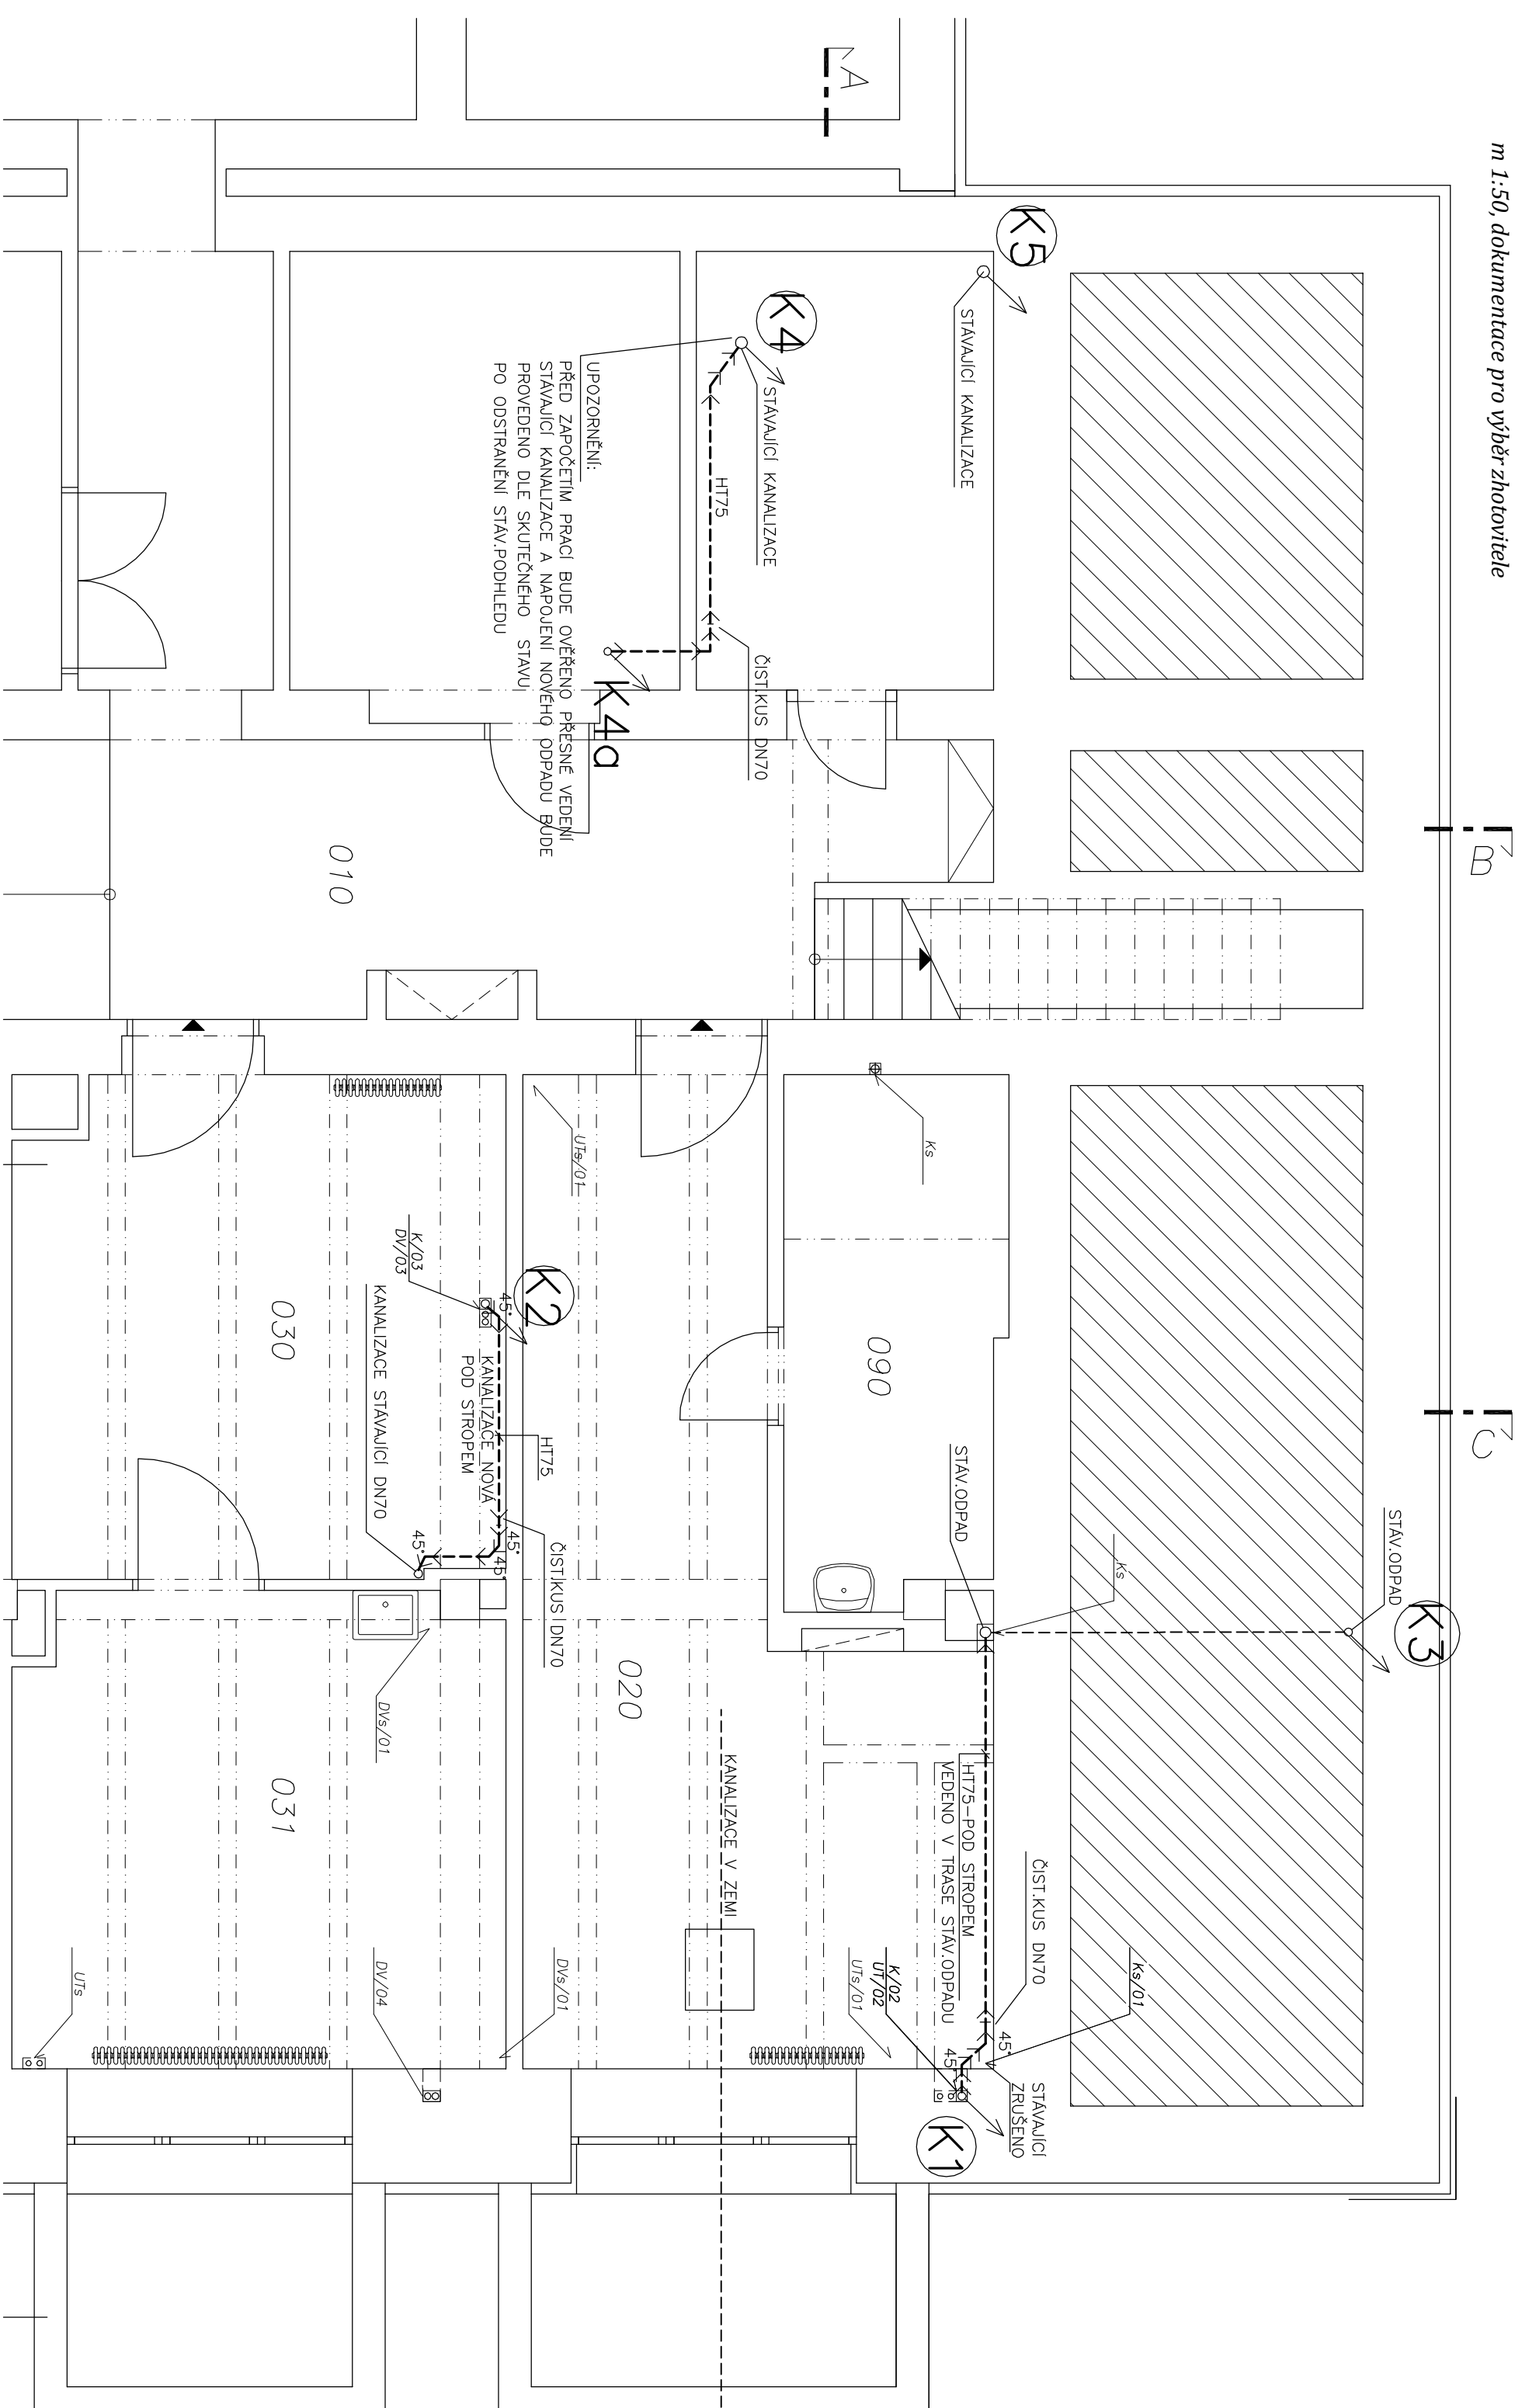 m 1:50, dokumentace pro výběr zhotovitele
A
B
C
K5
STÁVAJÍCÍ KANALIZACE
K4
STÁVAJÍCÍ KANALIZACE
HT75
ČIST.KUS DN70
K4a
UPOZORNĚNÍ:
PŘED ZAPOČETÍM PRACÍ BUDE OVĚŘENO PŘESNÉ VEDENÍ
STÁVAJÍCÍ KANALIZACE A NAPOJENÍ NOVÉHO ODPADU BUDE
PROVEDENO DLE SKUTEČNÉHO STAVU
PO ODSTRANĚNÍ STÁV.PODHLEDU
010
Ks
UTs/01
090
K2
K/03
DV/03
45°
KANALIZACE NOVÁ
POD STROPEM
HT75
KANALIZACE STÁVAJÍCÍ DN70
030
ČIST.KUS DN70
45°
45°
45°
STÁV.ODPAD
Ks
STÁV.ODPAD
K3
020
DVs/01
031
KANALIZACE V ZEMI
HT75-POD STROPEM
VEDENO V TRASE STÁV.ODPADU
ČIST.KUS DN70
Ks/01
K/02
UT/02
UTs/01
45°
45°
STÁVAJÍCÍ
ZRUŠENO
K1
DVs/01
DV/04
UTs